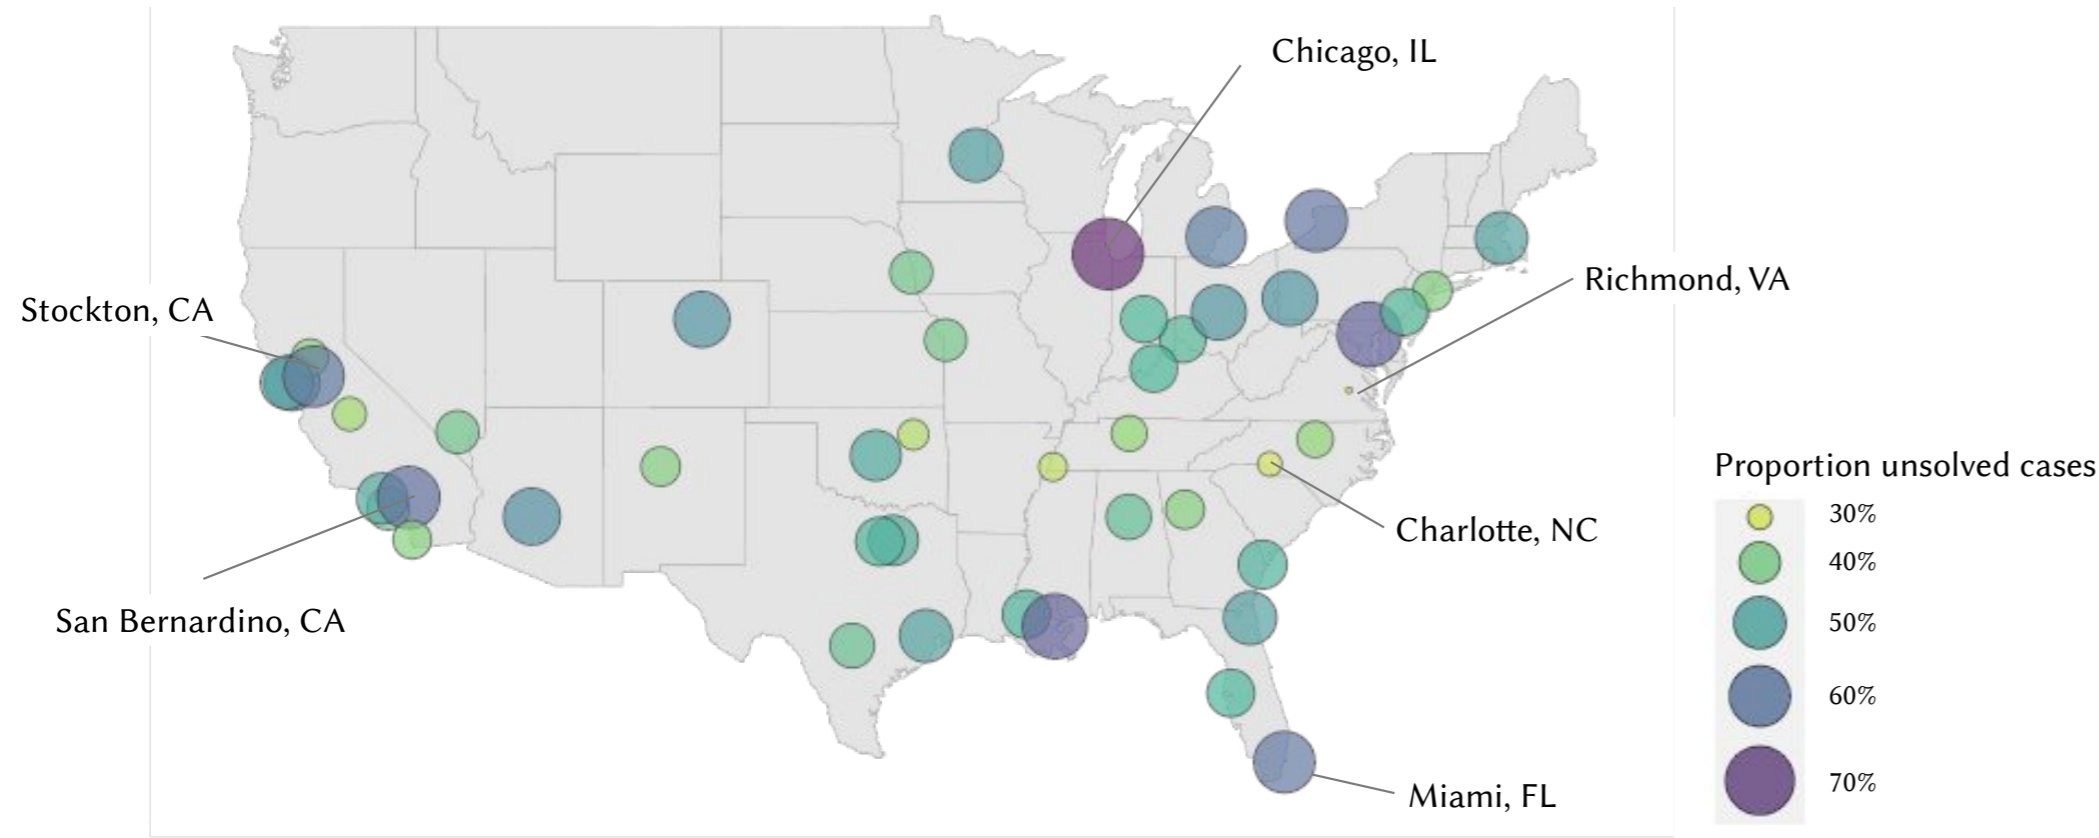 Chicago, IL
Richmond, VA
Stockton, CA
Proportion unsolved cases
30%
Charlotte, NC
40%
San Bernardino, CA
50%
60%
70%
Miami, FL